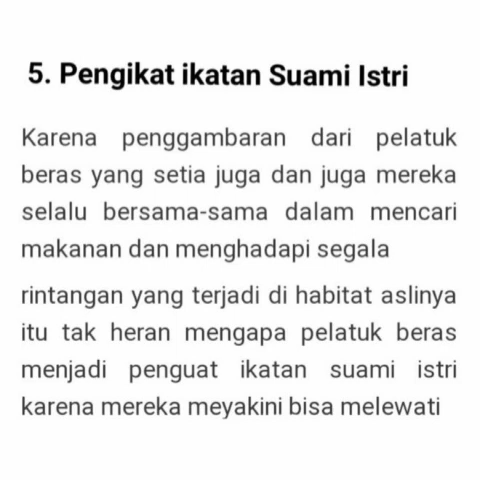 5. Pengikat ikatan Suami Istri
Karena penggambaran dari pelatuk
beras yang setia juga dan juga mereka
selalu bersama-sama dalam mencari
makanan dan menghadapi segala
rintangan yang terjadi di habitat aslinya
itu tak heran mengapa pelatuk beras
menjadi penguat ikatan suami istri
karena mereka meyakini bisa melewati